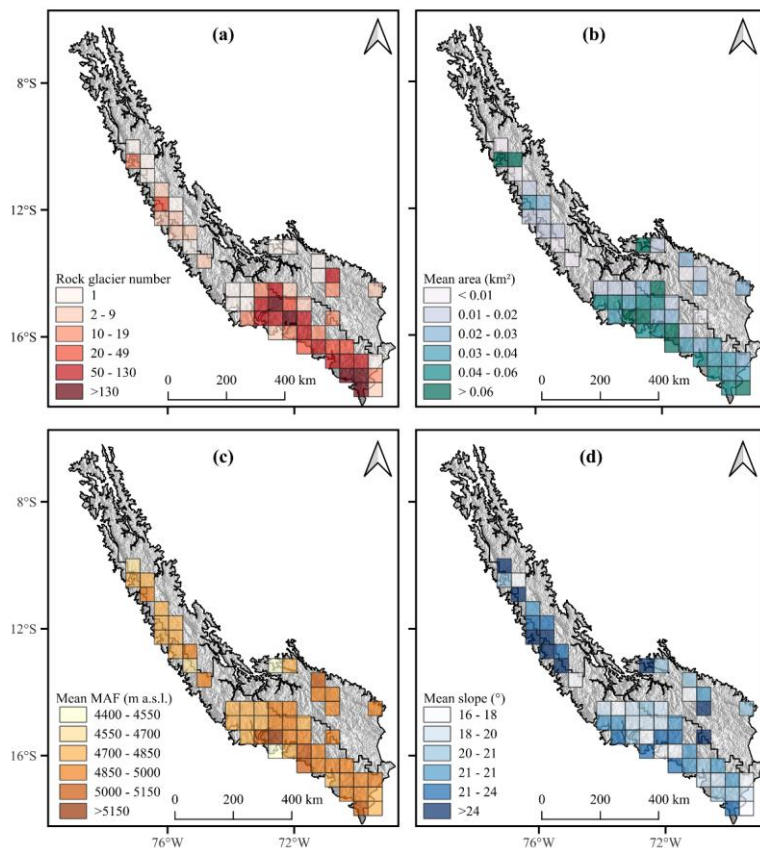 (a)
(b)
8°S
12°S
16°S
Rock glacier number
1
2 - 9
10 - 19
20 - 49
50 - 130
>130
0 200 400 km
Mean area (km²)
< 0.01
0.01 - 0.02
0.02 - 0.03
0.03 - 0.04
0.04 - 0.06
> 0.06
0 200 400 km
(c)
(d)
8°S
12°S
16°S
Mean MAF (m a.s.l.)
4400 - 4550
4550 - 4700
4700 - 4850
4850 - 5000
5000 - 5150
>5150
0 200 400 km
Mean slope (°)
16 - 18
18 - 20
20 - 21
21 - 21
21 - 24
>24
0 200 400 km
76°W 72°W 76°W 72°W